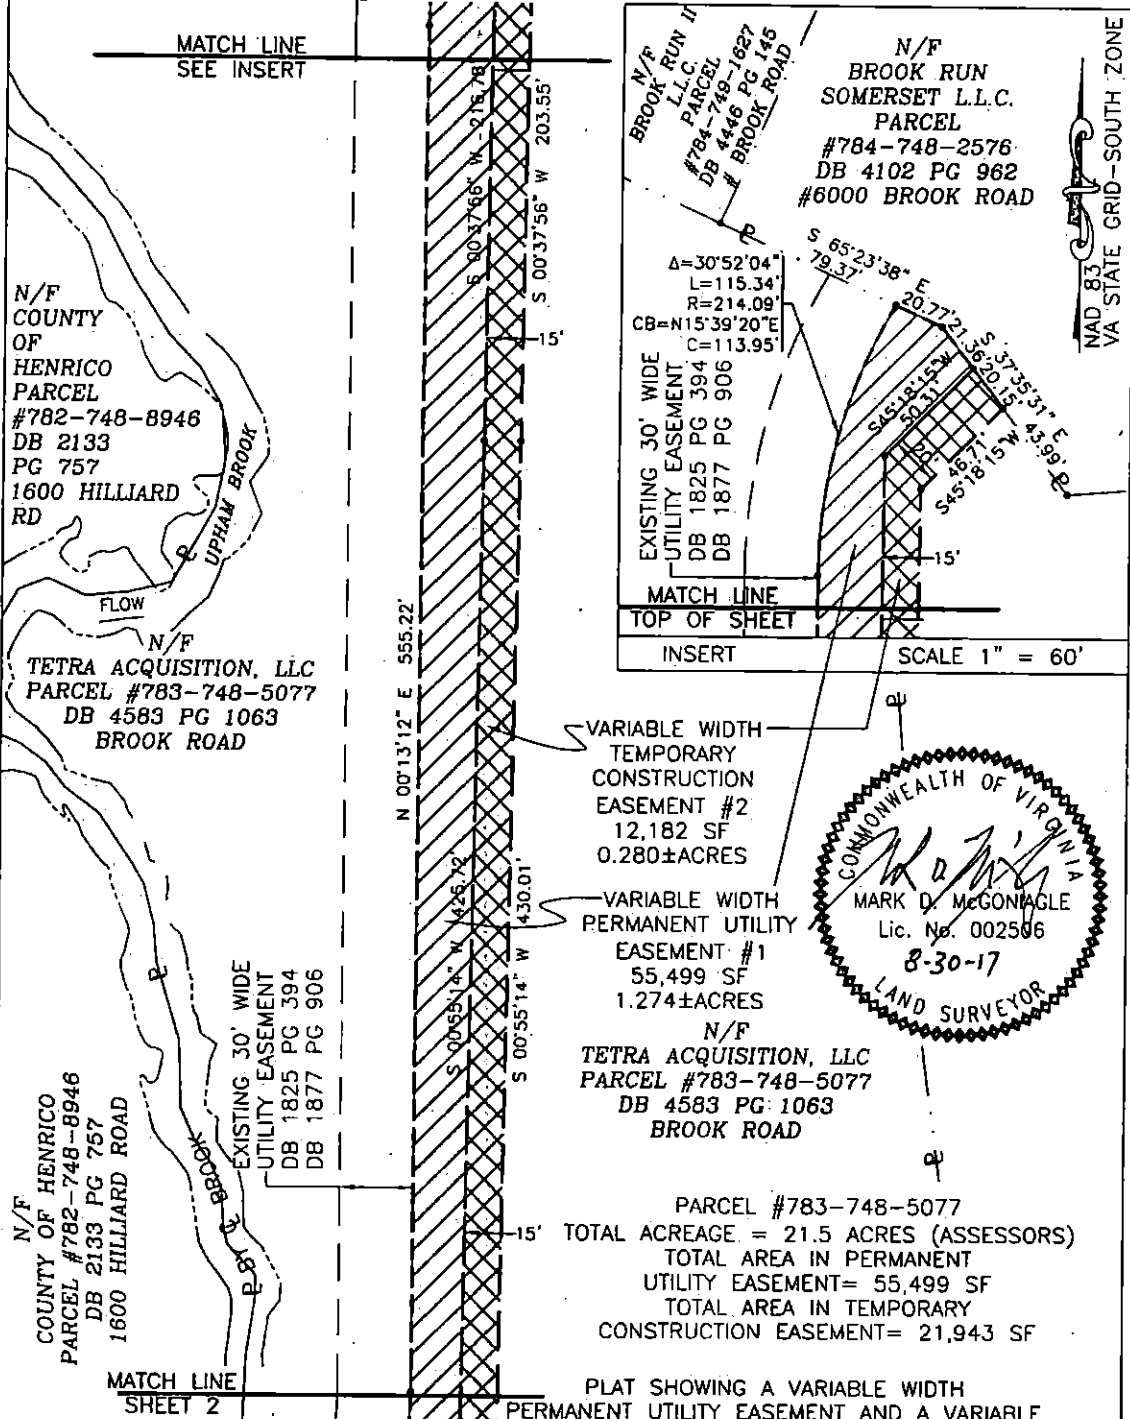 MATCH LINE
SEE INSERT
S 00°37'56" W 216.78'
S 00°37'56" W 203.55'
15'
N/F
BROOK RUN II
L.L.C.
PARCEL
#784-749-1627
DB 4446 PG 145
# BROOK ROAD
N/F
BROOK RUN
SOMERSET L.L.C.
PARCEL
#784-748-2576
DB 4102 PG 962
#6000 BROOK ROAD
NAD 83
VA STATE GRID-SOUTH ZONE
Δ=30°52'04"
L=115.34'
R=214.09'
CB=N15°39'20"E
C=113.95'
S 65°23'38" E
79.37'
20.77'
21.36'
20.15'
S 37°35'31" E
43.99'
S45°18'15"W
50.31'
20'
46.71'
S45°18'15"W
EXISTING 30' WIDE
UTILITY EASEMENT
DB 1825 PG 394
DB 1877 PG 906
15'
MATCH LINE
TOP OF SHEET
INSERT
SCALE 1" = 60'
N/F
COUNTY
OF
HENRICO
PARCEL
#782-748-8946
DB 2133
PG 757
1600 HILLIARD
RD
UPHAM BROOK
FLOW
N/F
TETRA ACQUISITION, LLC
PARCEL #783-748-5077
DB 4583 PG 1063
BROOK ROAD
N 00°13'12" E 555.22'
VARIABLE WIDTH
TEMPORARY
CONSTRUCTION
EASEMENT #2
12,182 SF
0.280±ACRES
VARIABLE WIDTH
PERMANENT UTILITY
EASEMENT #1
55,499 SF
1.274±ACRES
S 00°55'14" W 426.72'
S 00°55'14" W 430.01'
COMMONWEALTH OF VIRGINIA
MARK D. McGONIAGLE
Lic. No. 002506
8-30-17
LAND SURVEYOR
N/F
TETRA ACQUISITION, LLC
PARCEL #783-748-5077
DB 4583 PG 1063
BROOK ROAD
EXISTING 30' WIDE
UTILITY EASEMENT
DB 1825 PG 394
DB 1877 PG 906
N/F
COUNTY OF HENRICO
PARCEL #782-748-8946
DB 2133 PG 757
1600 HILLIARD ROAD
℄ BY ℄ BROOK
15'
PARCEL #783-748-5077
TOTAL ACREAGE = 21.5 ACRES (ASSESSORS)
TOTAL AREA IN PERMANENT
UTILITY EASEMENT= 55,499 SF
TOTAL AREA IN TEMPORARY
CONSTRUCTION EASEMENT= 21,943 SF
MATCH LINE
SHEET 2
PLAT SHOWING A VARIABLE WIDTH
PERMANENT UTILITY EASEMENT AND A VARIABLE